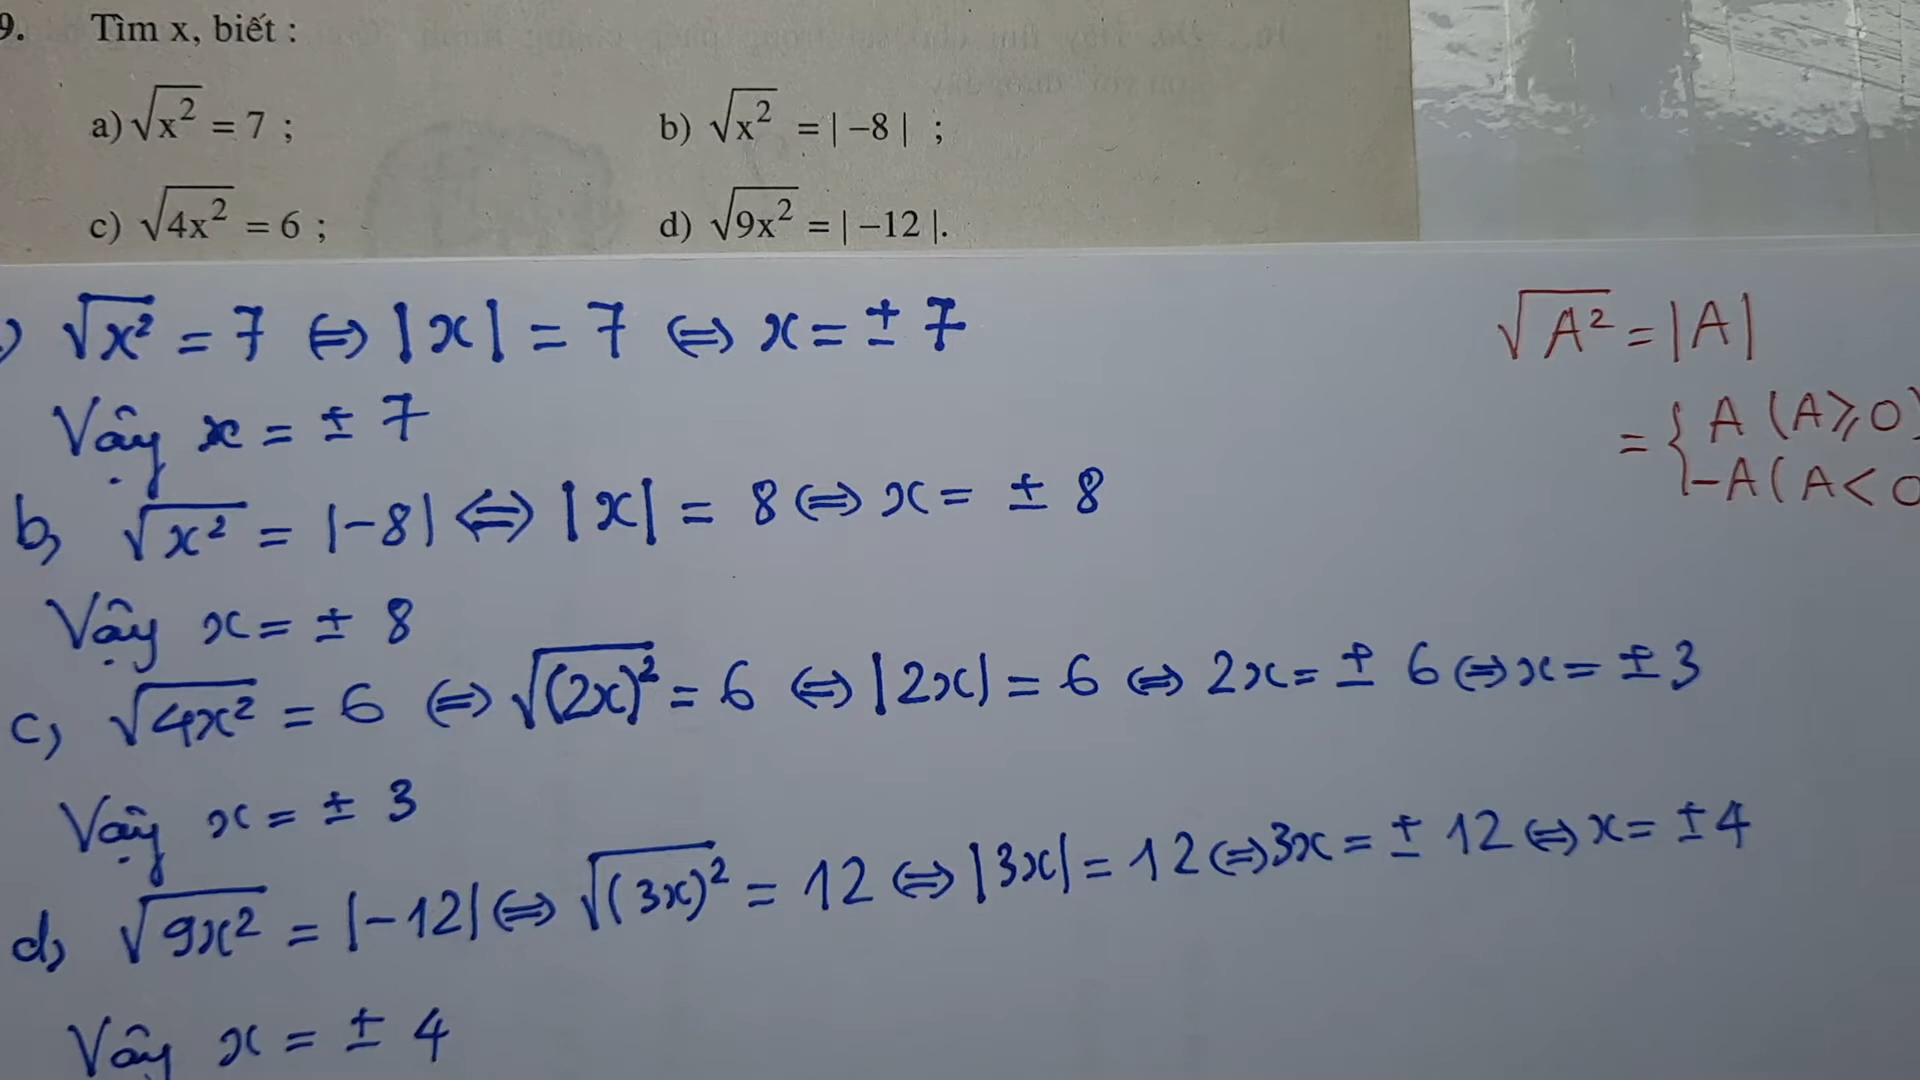 9. Tìm x, biết :
a) √x² = 7 ; b) √x² = | –8 | ;
c) √4x² = 6 ; d) √9x² = | –12 |.
) √x² = 7 ⇔ |x| = 7 ⇔ x = ± 7
Vậy x = ± 7
b, √x² = |-8| ⇔ |x| = 8 ⇔ x = ± 8
Vậy x = ± 8
c, √4x² = 6 ⇔ √(2x)² = 6 ⇔ |2x| = 6 ⇔ 2x = ± 6 ⇔ x = ± 3
Vậy x = ± 3
d, √9x² = |-12| ⇔ √(3x)² = 12 ⇔ |3x| = 12 ⇔ 3x = ± 12 ⇔ x = ± 4
Vậy x = ± 4
√A² = |A|
= { A (A ⩾ 0)
-A (A < 0